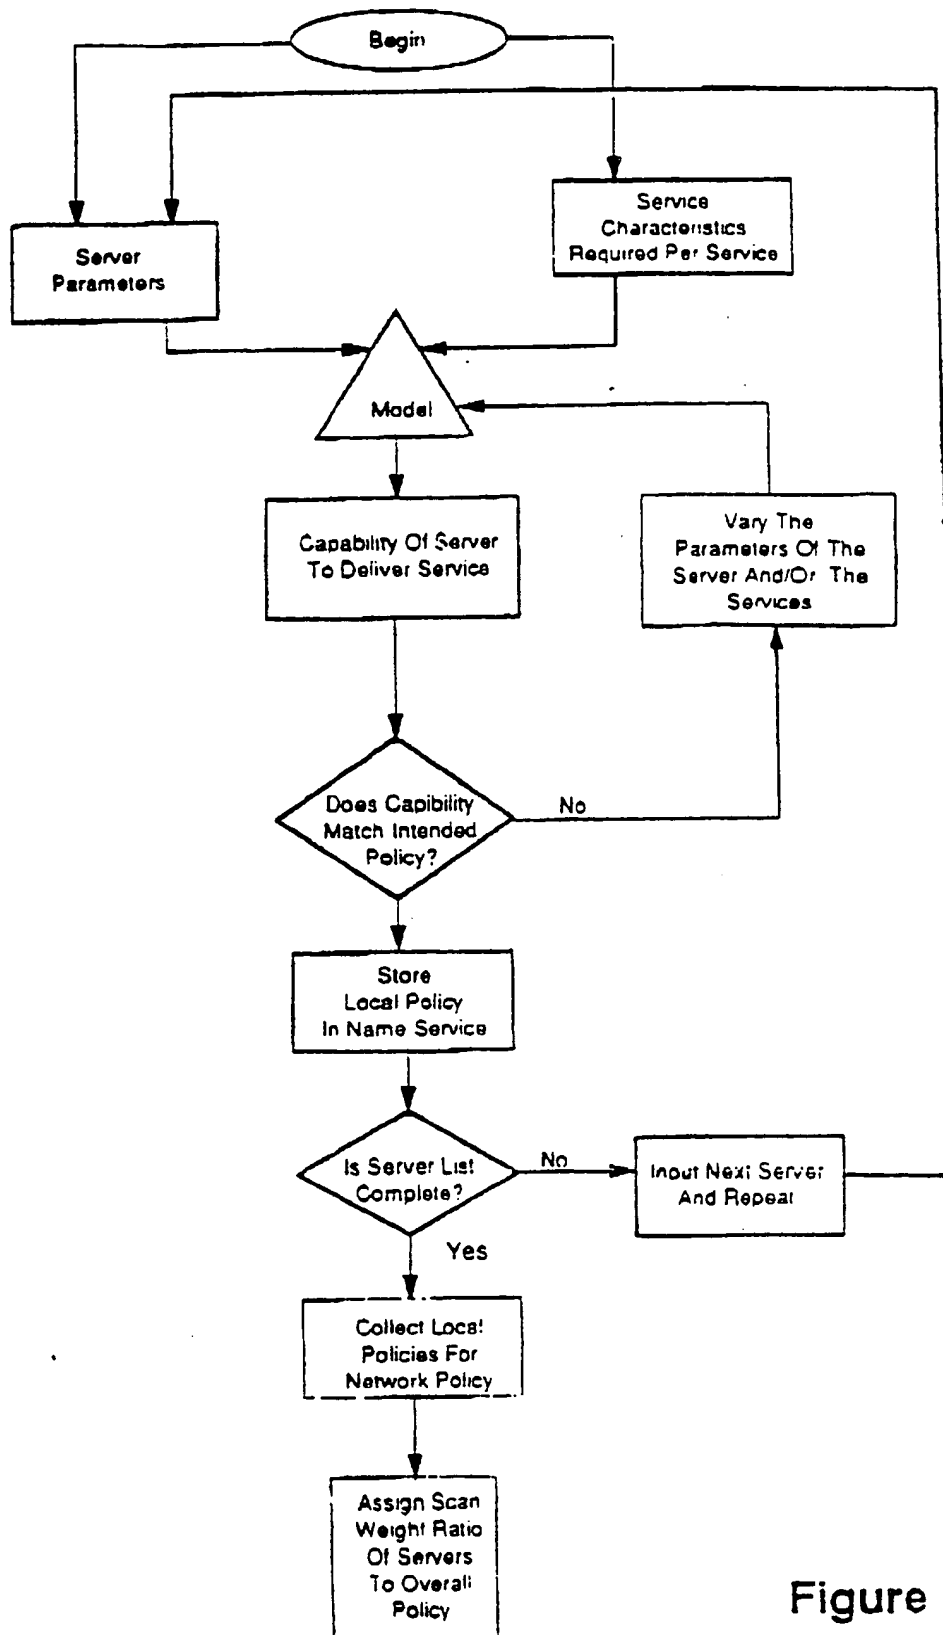 Begin
Service
Characteristics
Required Per Service
Server
Parameters
Model
Capability Of Server
To Deliver Service
Vary The
Parameters Of The
Server And/Or The
Services
Does Capibility
Match Intended
Policy?
No
Store
Local Policy
In Name Service
Is Server List
Complete?
No
Input Next Server
And Repeat
Yes
Collect Local
Policies For
Network Policy
Assign Scan
Weight Ratio
Of Servers
To Overall
Policy
Figure